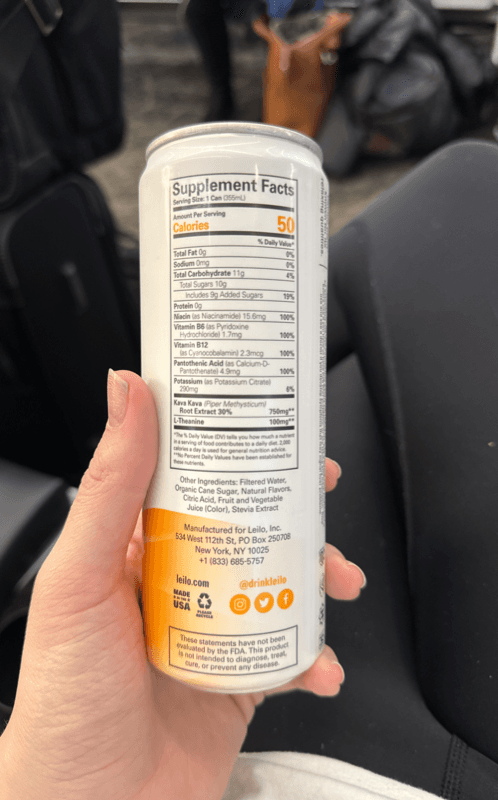 Supplement Facts
Serving Size: 1 Can (355mL)
Amount Per Serving
Calories 50
% Daily Value*
Total Fat 0g 0%
Sodium 0mg 0%
Total Carbohydrate 11g 4%
Total Sugars 10g
Includes 9g Added Sugars 19%
Protein 0g
Niacin (as Niacinamide) 15.6mg 100%
Vitamin B6 (as Pyridoxine
Hydrochloride) 1.7mg 100%
Vitamin B12
(as Cyanocobalamin) 2.3mcg 100%
Pantothenic Acid (as Calcium-D-
Pantothenate) 4.9mg 100%
Potassium (as Potassium Citrate)
290mg 6%
Kava Kava (Piper Methysticum)
Root Extract 30% 750mg**
L-Theanine 100mg**
*The % Daily Value (DV) tells you how much a nutrient
in a serving of food contributes to a daily diet. 2,000
calories a day is used for general nutrition advice.
**No Percent Daily Values have been established for
these nutrients.
Other Ingredients: Filtered Water,
Organic Cane Sugar, Natural Flavors,
Citric Acid, Fruit and Vegetable
Juice (Color), Stevia Extract
Manufactured for Leilo, Inc.
534 West 112th St, PO Box 250708
New York, NY 10025
+1 (833) 685-5757
leilo.com @drinkleilo
MADE
IN THE
USA
PLEASE
RECYCLE
These statements have not been
evaluated by the FDA. This product
is not intended to diagnose, treat,
cure, or prevent any disease.